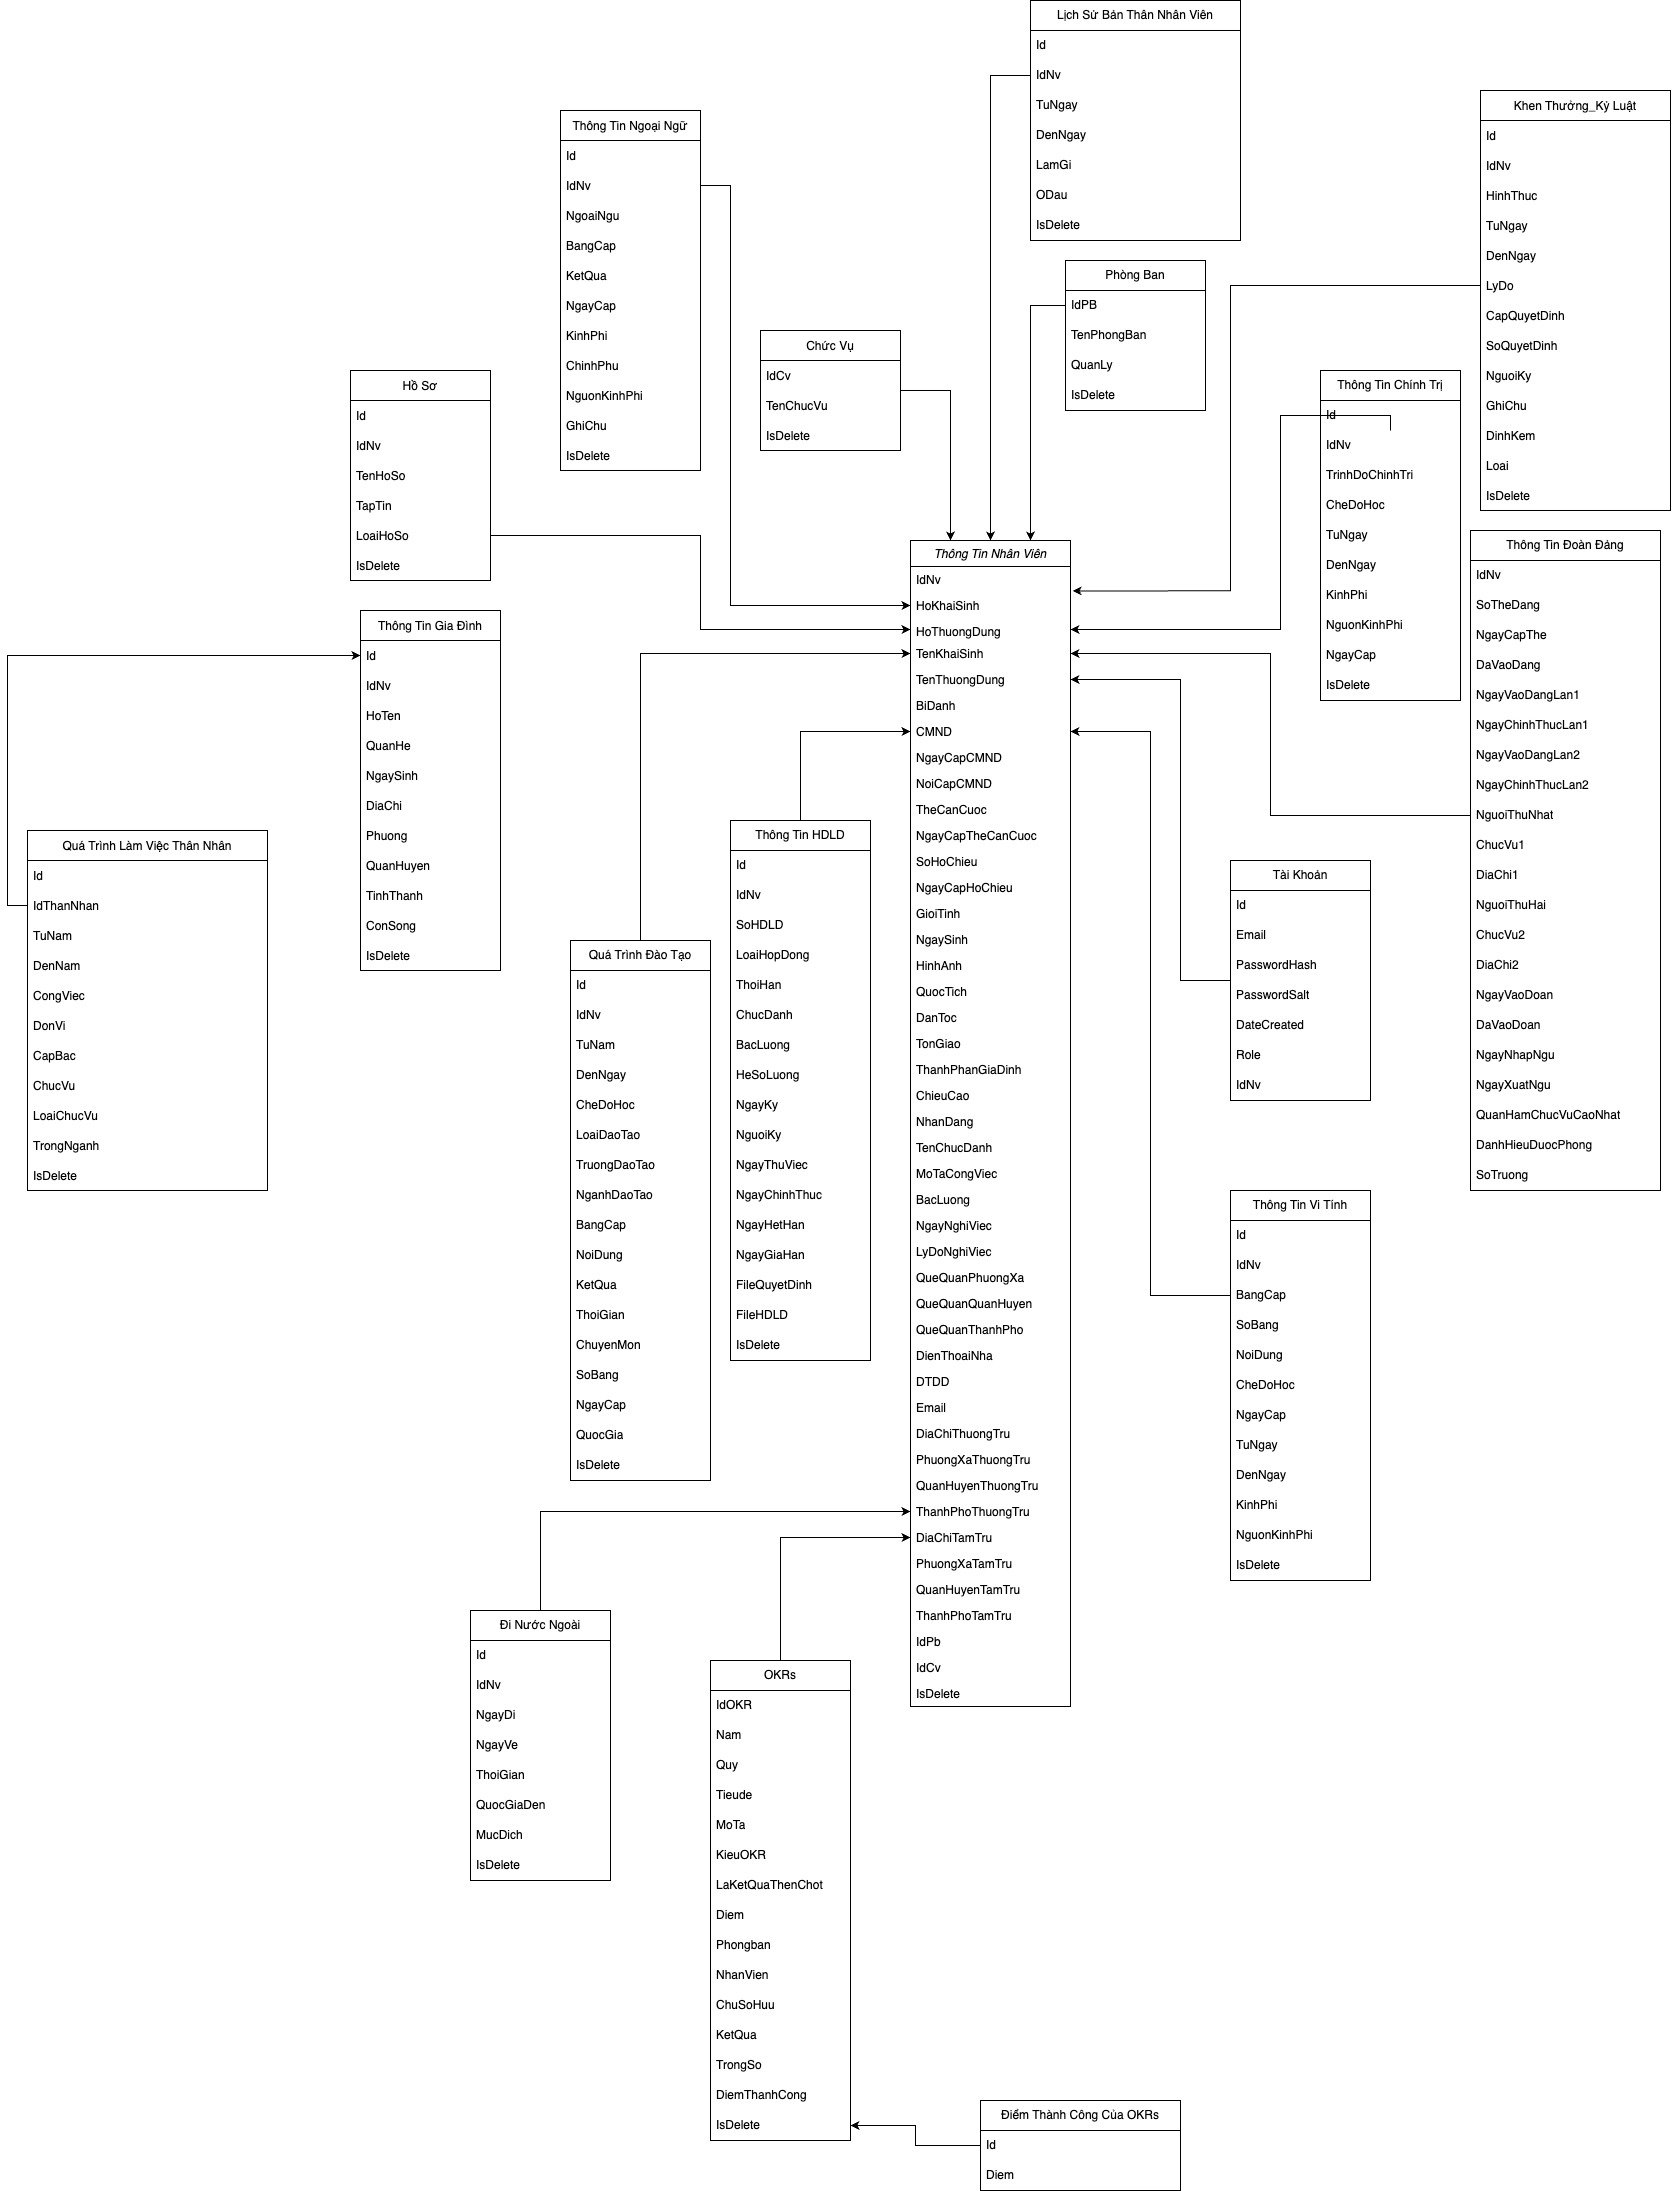 Lịch Sử Bản Thân Nhân Viên
Id
IdNv
TuNgay
DenNgay
LamGi
ODau
IsDelete
Khen Thưởng_Kỷ Luật
Id
IdNv
HinhThuc
TuNgay
DenNgay
LyDo
CapQuyetDinh
SoQuyetDinh
NguoiKy
GhiChu
DinhKem
Loai
IsDelete
Thông Tin Ngoại Ngữ
Id
IdNv
NgoaiNgu
BangCap
KetQua
NgayCap
KinhPhi
ChinhPhu
NguonKinhPhi
GhiChu
IsDelete
Phòng Ban
IdPB
TenPhongBan
QuanLy
IsDelete
Chức Vụ
IdCv
TenChucVu
IsDelete
Hồ Sơ
Id
IdNv
TenHoSo
TapTin
LoaiHoSo
IsDelete
Thông Tin Chính Trị
Id
IdNv
TrinhDoChinhTri
CheDoHoc
TuNgay
DenNgay
KinhPhi
NguonKinhPhi
NgayCap
IsDelete
Thông Tin Đoàn Đảng
IdNv
SoTheDang
NgayCapThe
DaVaoDang
NgayVaoDangLan1
NgayChinhThucLan1
NgayVaoDangLan2
NgayChinhThucLan2
NguoiThuNhat
ChucVu1
DiaChi1
NguoiThuHai
ChucVu2
DiaChi2
NgayVaoDoan
DaVaoDoan
NgayNhapNgu
NgayXuatNgu
QuanHamChucVuCaoNhat
DanhHieuDuocPhong
SoTruong
Thông Tin Nhân Viên
IdNv
HoKhaiSinh
HoThuongDung
TenKhaiSinh
TenThuongDung
BiDanh
CMND
NgayCapCMND
NoiCapCMND
TheCanCuoc
NgayCapTheCanCuoc
SoHoChieu
NgayCapHoChieu
GioiTinh
NgaySinh
HinhAnh
QuocTich
DanToc
TonGiao
ThanhPhanGiaDinh
ChieuCao
NhanDang
TenChucDanh
MoTaCongViec
BacLuong
NgayNghiViec
LyDoNghiViec
QueQuanPhuongXa
QueQuanQuanHuyen
QueQuanThanhPho
DienThoaiNha
DTDD
Email
DiaChiThuongTru
PhuongXaThuongTru
QuanHuyenThuongTru
ThanhPhoThuongTru
DiaChiTamTru
PhuongXaTamTru
QuanHuyenTamTru
ThanhPhoTamTru
IdPb
IdCv
IsDelete
Thông Tin Gia Đình
Id
IdNv
HoTen
QuanHe
NgaySinh
DiaChi
Phuong
QuanHuyen
TinhThanh
ConSong
IsDelete
Quá Trình Làm Việc Thân Nhân
Id
IdThanNhan
TuNam
DenNam
CongViec
DonVi
CapBac
ChucVu
LoaiChucVu
TrongNganh
IsDelete
Thông Tin HDLD
Id
IdNv
SoHDLD
LoaiHopDong
ThoiHan
ChucDanh
BacLuong
HeSoLuong
NgayKy
NguoiKy
NgayThuViec
NgayChinhThuc
NgayHetHan
NgayGiaHan
FileQuyetDinh
FileHDLD
IsDelete
Tài Khoản
Id
Email
PasswordHash
PasswordSalt
DateCreated
Role
IdNv
Quá Trình Đào Tạo
Id
IdNv
TuNam
DenNgay
CheDoHoc
LoaiDaoTao
TruongDaoTao
NganhDaoTao
BangCap
NoiDung
KetQua
ThoiGian
ChuyenMon
SoBang
NgayCap
QuocGia
IsDelete
Thông Tin Vi Tính
Id
IdNv
BangCap
SoBang
NoiDung
CheDoHoc
NgayCap
TuNgay
DenNgay
KinhPhi
NguonKinhPhi
IsDelete
Đi Nước Ngoài
Id
IdNv
NgayDi
NgayVe
ThoiGian
QuocGiaDen
MucDich
IsDelete
OKRs
IdOKR
Nam
Quy
Tieude
MoTa
KieuOKR
LaKetQuaThenChot
Diem
Phongban
NhanVien
ChuSoHuu
KetQua
TrongSo
DiemThanhCong
IsDelete
Điểm Thành Công Của OKRs
Id
Diem